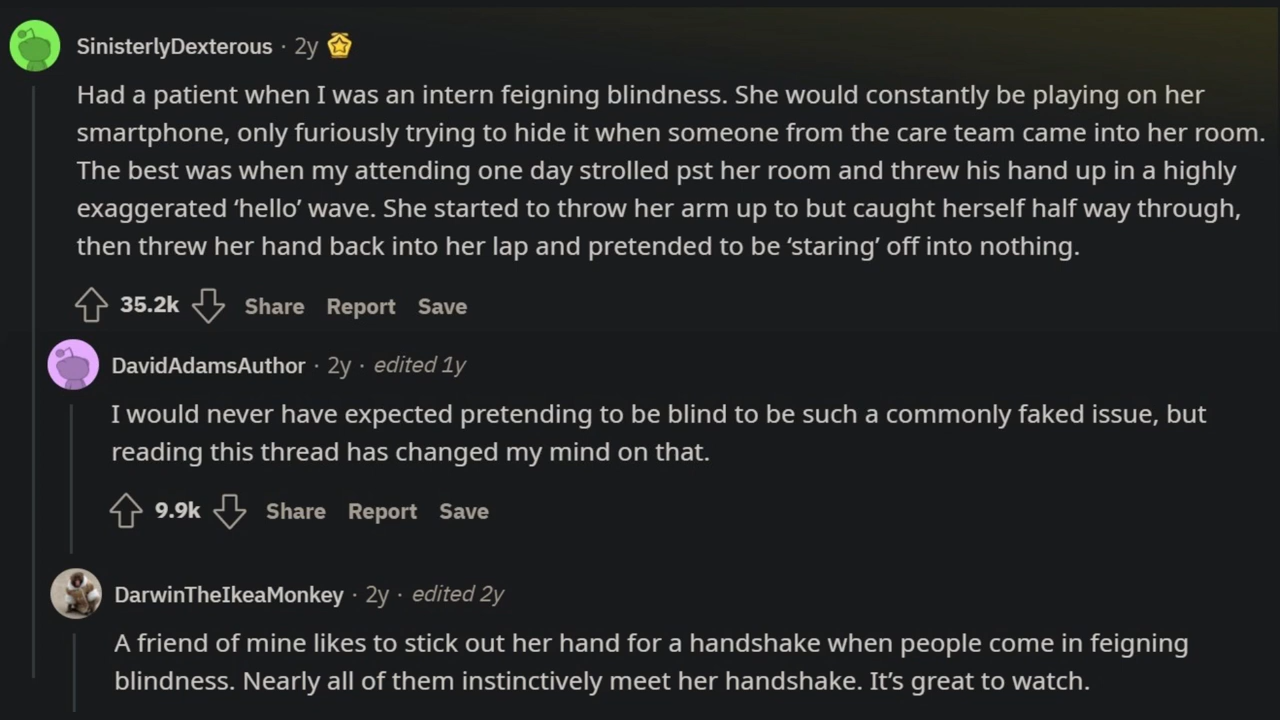 SinisterlyDexterous · 2y
Had a patient when I was an intern feigning blindness. She would constantly be playing on her
smartphone, only furiously trying to hide it when someone from the care team came into her room.
The best was when my attending one day strolled pst her room and threw his hand up in a highly
exaggerated ‘hello’ wave. She started to throw her arm up to but caught herself half way through,
then threw her hand back into her lap and pretended to be ‘staring’ off into nothing.
35.2k Share Report Save
DavidAdamsAuthor · 2y · edited 1y
I would never have expected pretending to be blind to be such a commonly faked issue, but
reading this thread has changed my mind on that.
9.9k Share Report Save
DarwinTheIkeaMonkey · 2y · edited 2y
A friend of mine likes to stick out her hand for a handshake when people come in feigning
blindness. Nearly all of them instinctively meet her handshake. It’s great to watch.